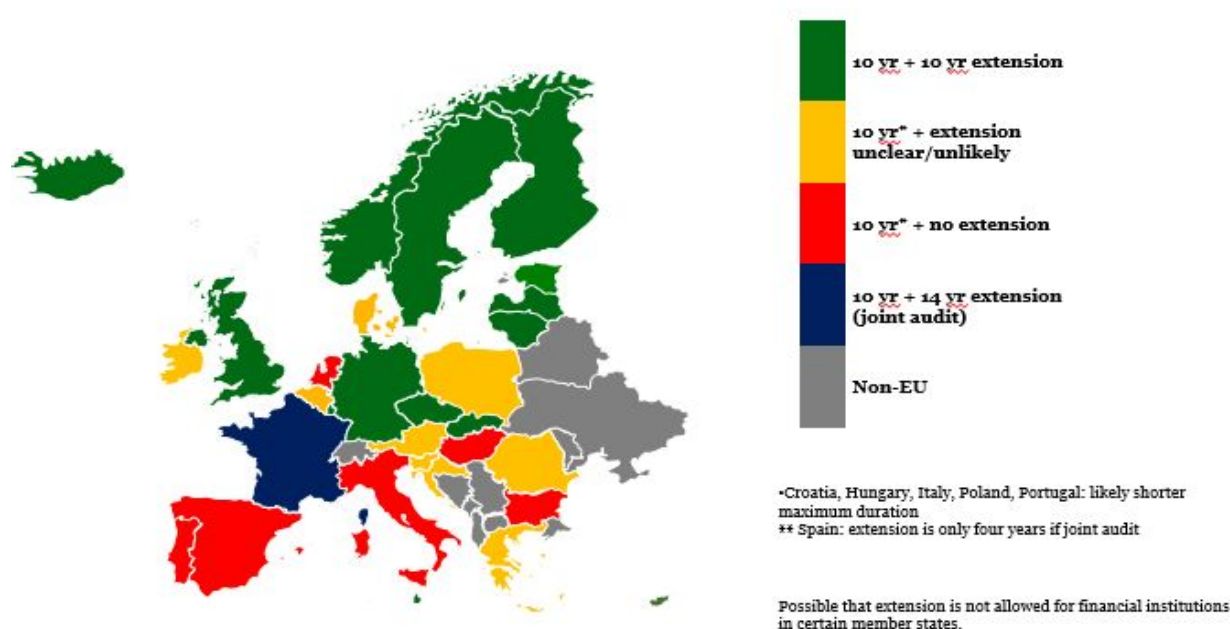 10 yr + 10 yr extension
10 yr* + extension
unclear/unlikely
10 yr* + no extension
10 yr + 14 yr extension
(joint audit)
Non-EU
•Croatia, Hungary, Italy, Poland, Portugal: likely shorter
maximum duration
** Spain: extension is only four years if joint audit
Possible that extension is not allowed for financial institutions
in certain member states.